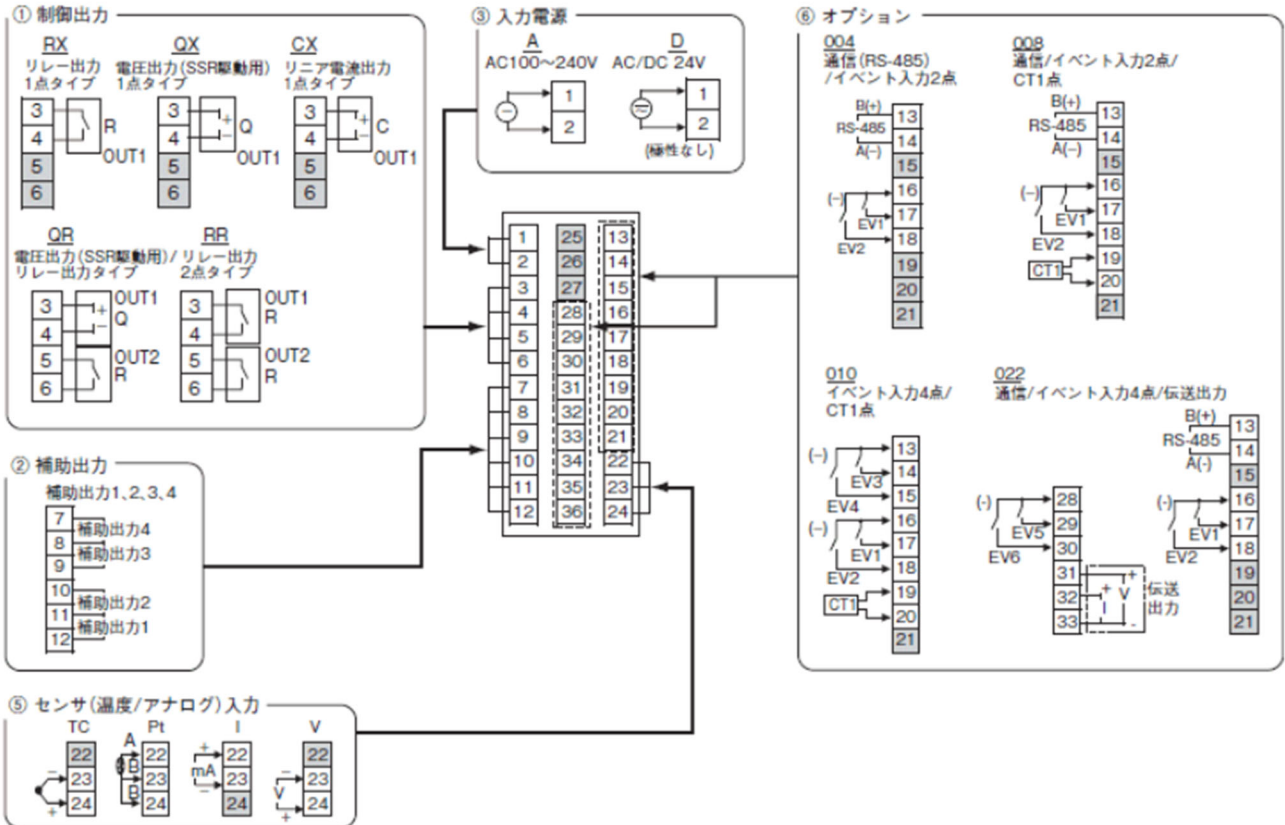 ① 制御出力
RX
リレー出力
1点タイプ
3
4
5
6
R
OUT1
QX
電圧出力(SSR駆動用)
1点タイプ
3
4
5
6
+
−
Q
OUT1
CX
リニア電流出力
1点タイプ
3
4
5
6
+
−
C
OUT1
QR
電圧出力(SSR駆動用)/
リレー出力タイプ
3
4
5
6
+
−
OUT1
Q
OUT2
R
RR
リレー出力
2点タイプ
3
4
5
6
OUT1
R
OUT2
R
② 補助出力
補助出力1、2、3、4
7
8
9
10
11
12
補助出力4
補助出力3
補助出力2
補助出力1
③ 入力電源
A
AC100～240V
1
2
D
AC/DC 24V
1
2
(極性なし)
1 25 13
2 26 14
3 27 15
4 28 16
5 29 17
6 30 18
7 31 19
8 32 20
9 33 21
10 34 22
11 35 23
12 36 24
⑤ センサ(温度/アナログ)入力
TC
22
23
24
−
+
Pt
A
B
B
22
23
24
I
+
mA
−
22
23
24
V
−
V
+
22
23
24
⑥ オプション
004
通信(RS-485)
/イベント入力2点
B(+)
RS-485
A(−)
(−)
EV1
EV2
13
14
15
16
17
18
19
20
21
008
通信/イベント入力2点/
CT1点
B(+)
RS-485
A(−)
(−)
EV1
EV2
CT1
13
14
15
16
17
18
19
20
21
010
イベント入力4点/
CT1点
(−)
EV3
EV4
(−)
EV1
EV2
CT1
13
14
15
16
17
18
19
20
21
022
通信/イベント入力4点/伝送出力
(-)
EV5
EV6
28
29
30
31
32
33
+
+
V
I
-
伝送
出力
B(+)
RS-485
A(-)
(-)
EV1
EV2
13
14
15
16
17
18
19
20
21